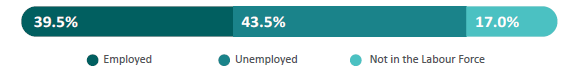 39.5% 43.5% 17.0%
Employed Unemployed Not in the Labour Force